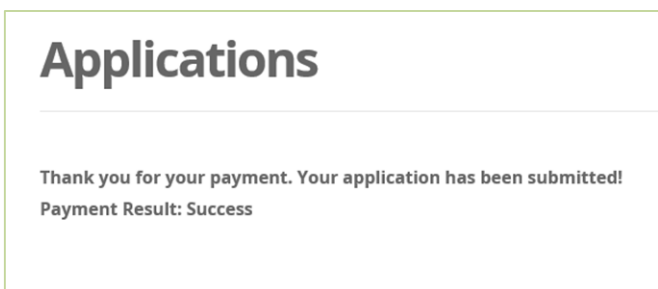 Applications
Thank you for your payment. Your application has been submitted!
Payment Result: Success